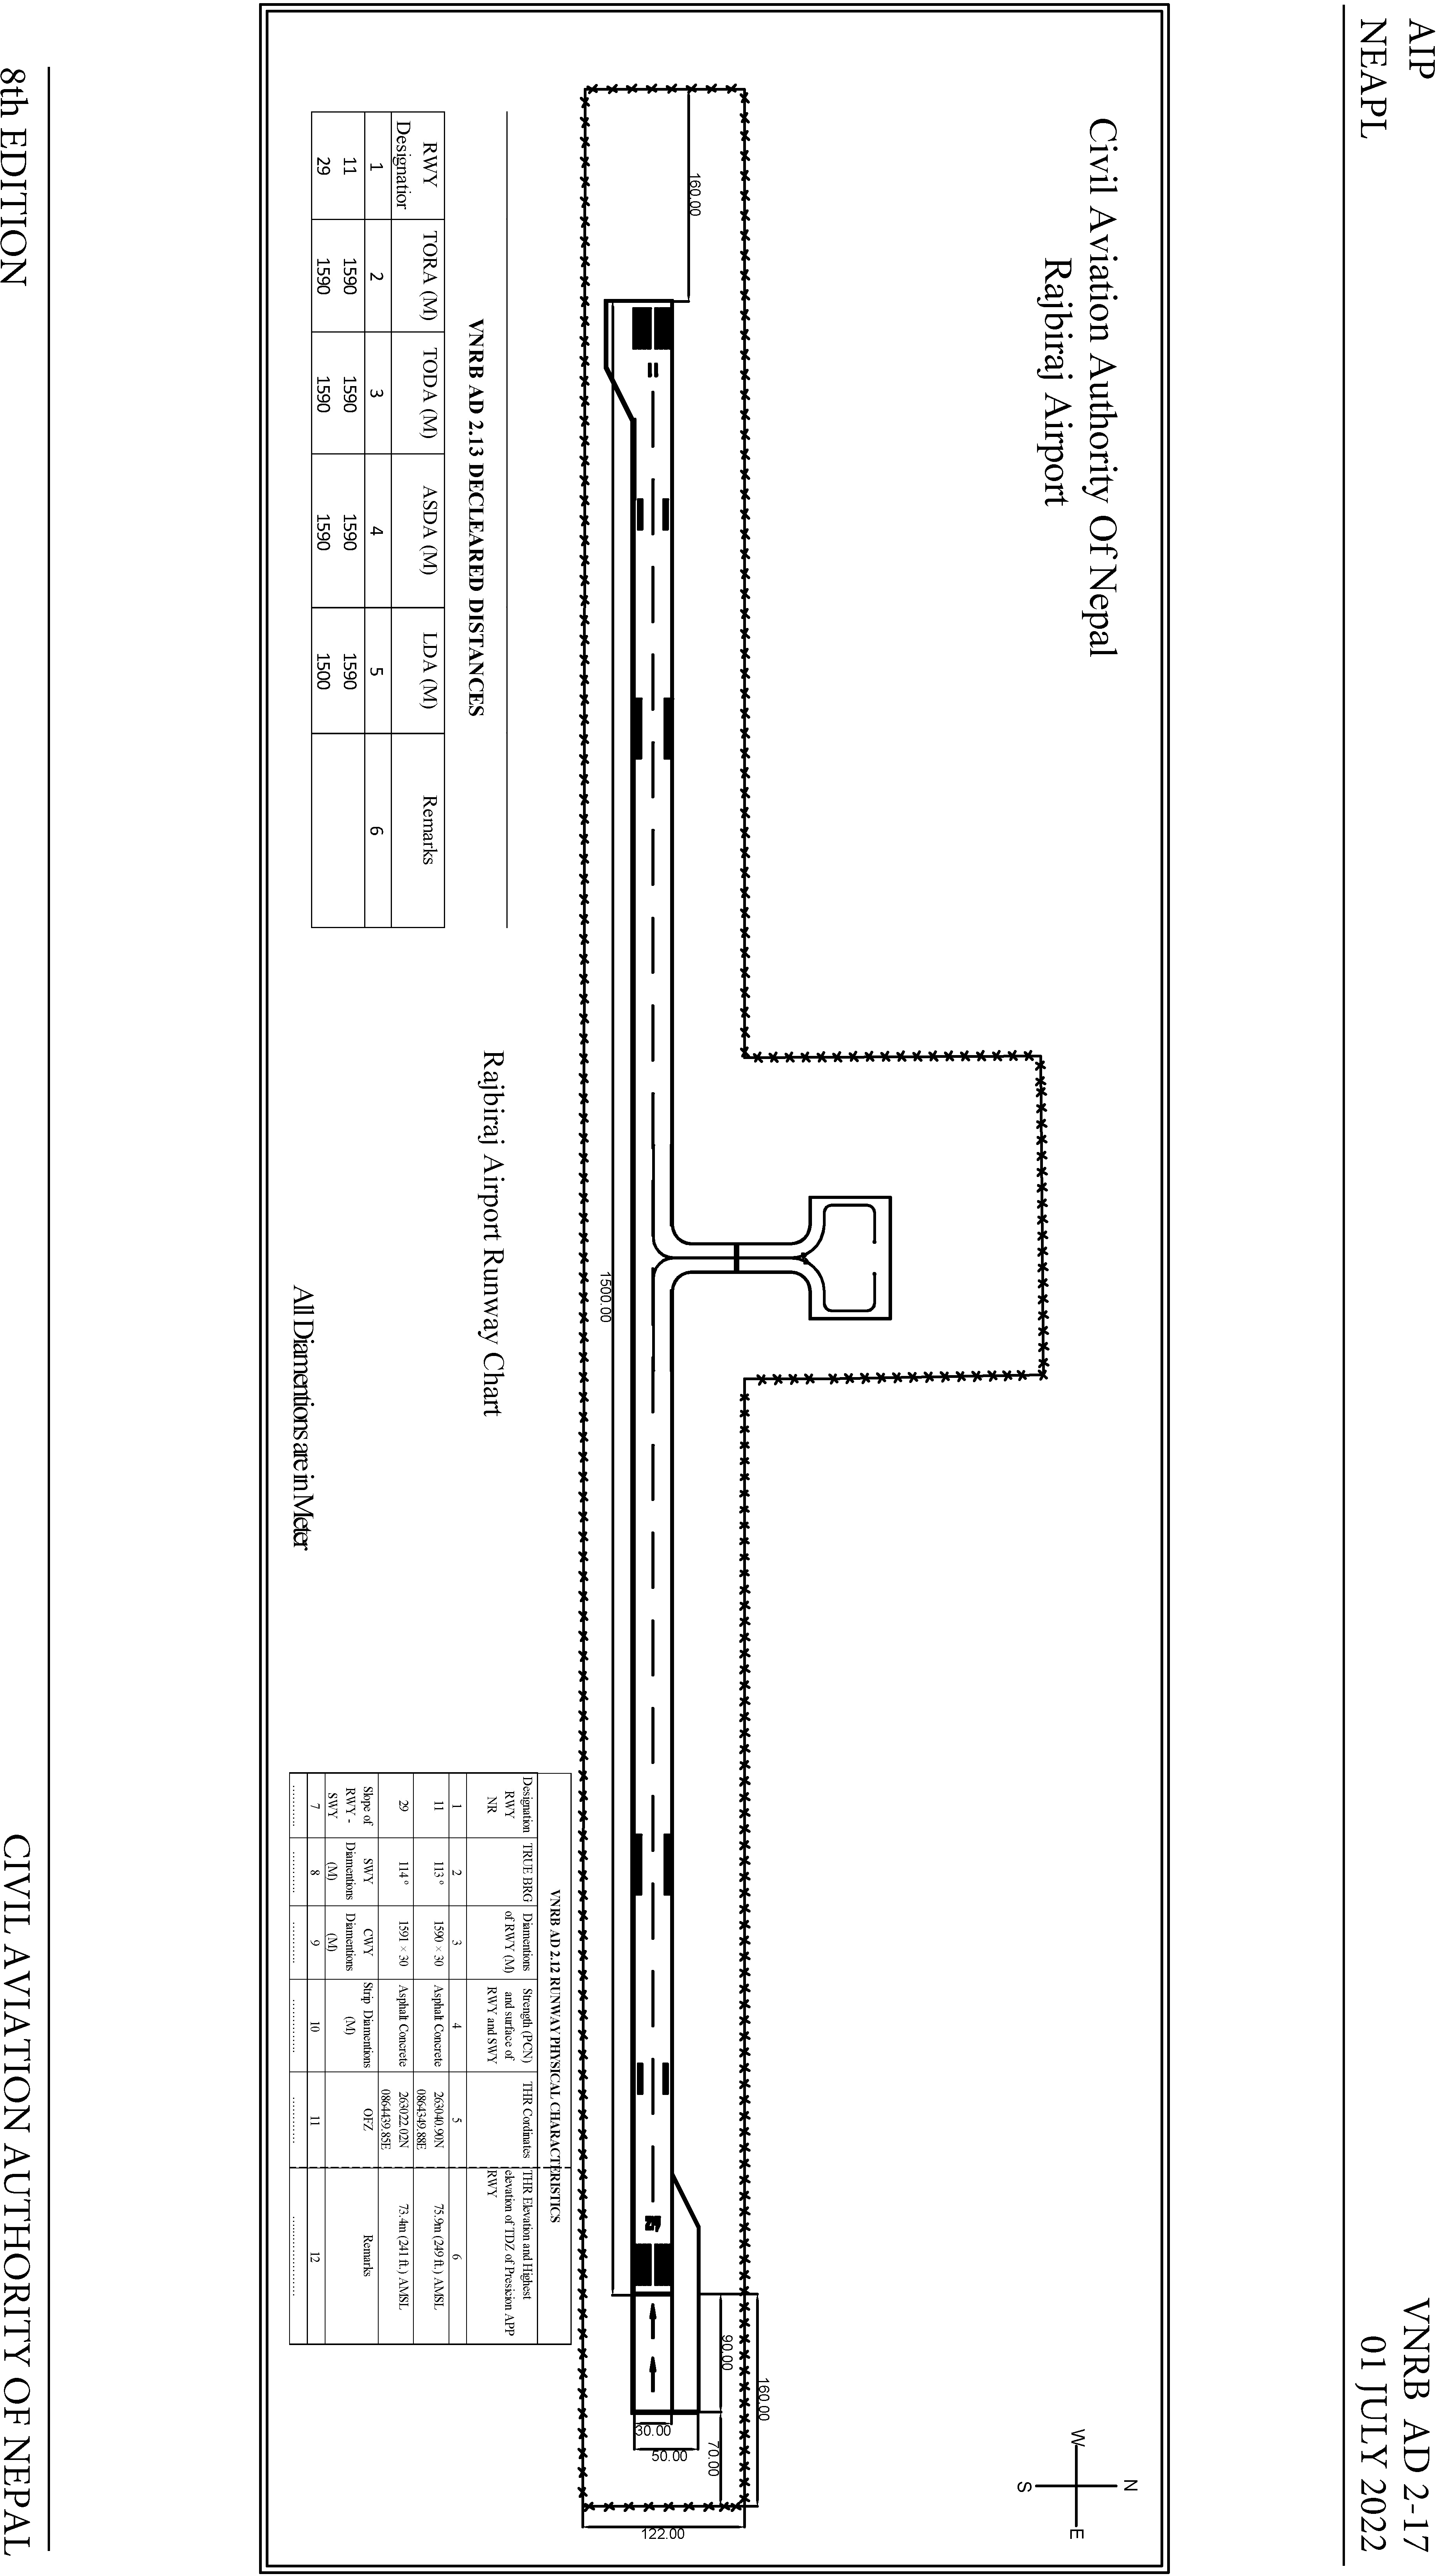 AIP
NEAPL
VNRB AD 2-17
01 JULY 2022
Civil Aviation Authority Of Nepal
Rajbiraj Airport
N
W
E
S
160.00
1500.00
90.00
160.00
70.00
30.00
50.00
122.00
VNRB AD 2.13 DECLEARED DISTANCES
RWY Designatior TORA (M) TODA (M) ASDA (M) LDA (M) Remarks
1 2 3 4 5 6
11 1590 1590 1590 1590
29 1590 1590 1590 1500
Rajbiraj Airport Runway Chart
All Diamentions are in Meter
VNRB AD 2.12 RUNWAY PHYSICAL CHARACTERISTICS
Designation TRUE BRG Diamentions Strength (PCN) THR Cordinates THR Elevation and Highest
RWY of RWY (M) and surface of elevation of TDZ of Presicion APP
NR RWY and SWY RWY
1 2 3 4 5 6
11 113 º 1590 × 30 Asphalt Concrete 263040.90N 75.9m (249 ft.) AMSL
0864349.88E
29 114 º 1591 × 30 Asphalt Concrete 263022.02N 73.4m (241 ft.) AMSL
0864439.85E
Slope of SWY CWY Strip Diamentions OFZ Remarks
RWY - Diamentions Diamentions (M)
SWY (M) (M)
7 8 9 10 11 12
........... ........... ........... .............. ............. .....................
8th EDITION
CIVIL AVIATION AUTHORITY OF NEPAL